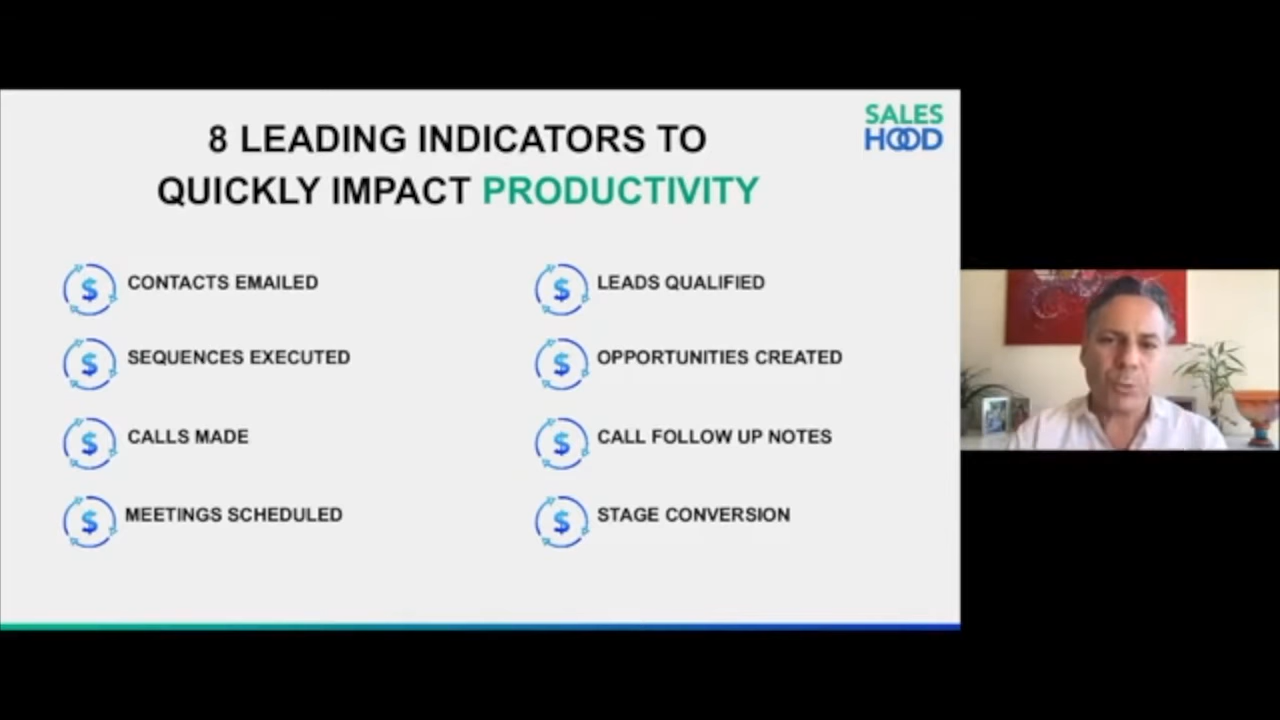 8 LEADING INDICATORS TO
QUICKLY IMPACT PRODUCTIVITY
SALES
HOOD
CONTACTS EMAILED
SEQUENCES EXECUTED
CALLS MADE
MEETINGS SCHEDULED
LEADS QUALIFIED
OPPORTUNITIES CREATED
CALL FOLLOW UP NOTES
STAGE CONVERSION